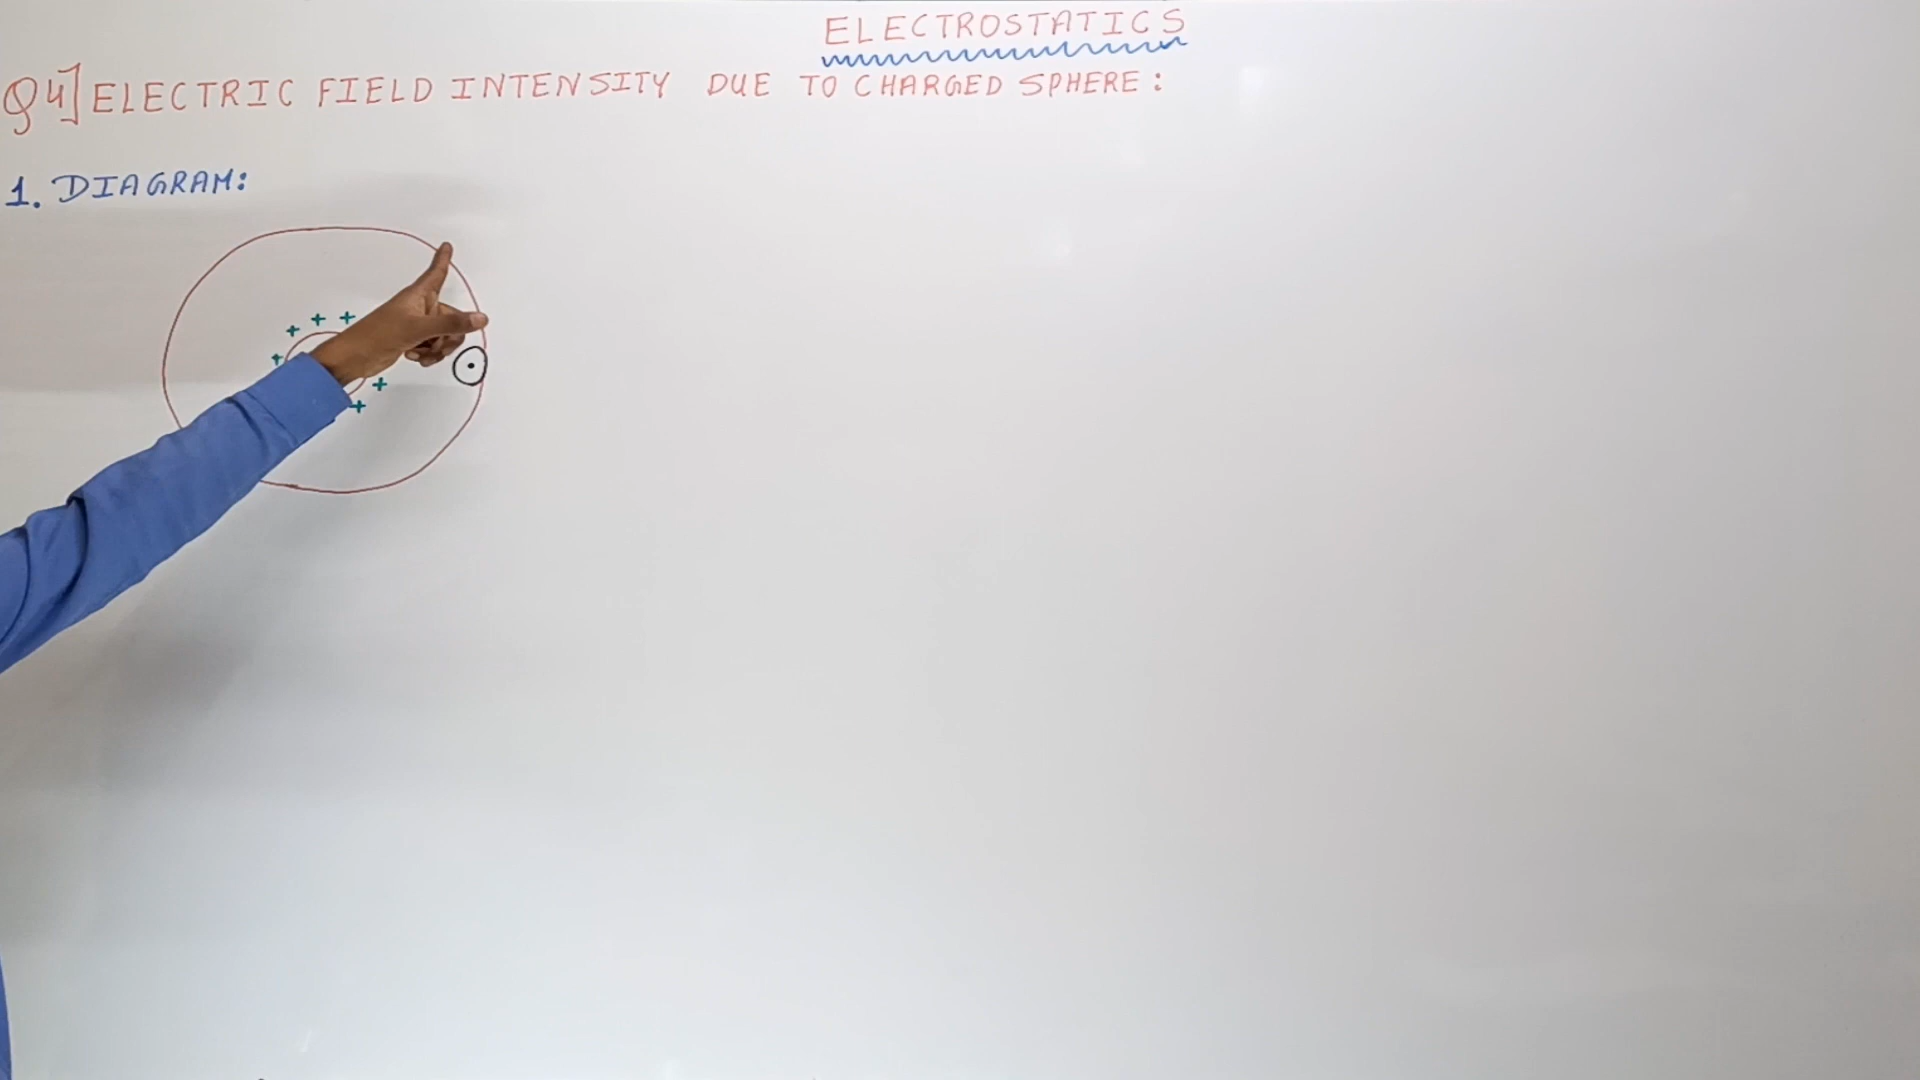 ELECTROSTATICS
Q4] ELECTRIC FIELD INTENSITY DUE TO CHARGED SPHERE:
1. DIAGRAM:
+ + +
+
+
+